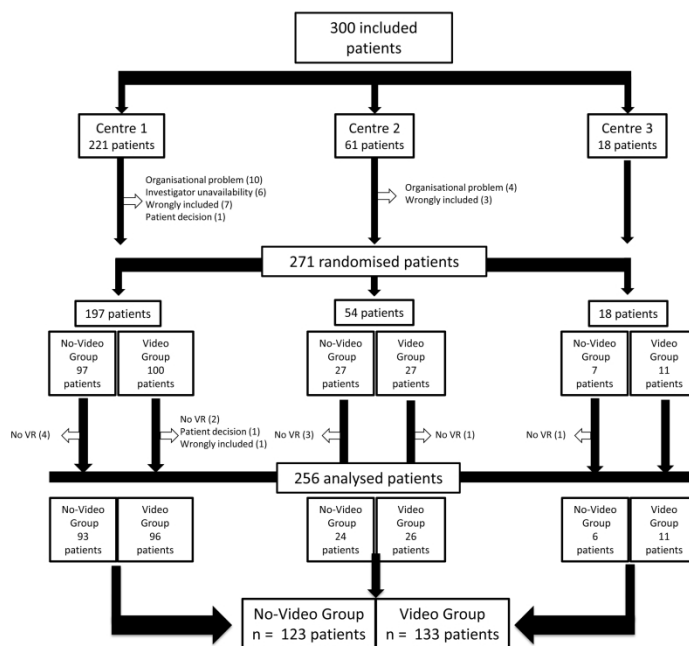 300 included
patients
Centre 1
221 patients
Centre 2
61 patients
Centre 3
18 patients
Organisational problem (10)
Investigator unavailability (6)
Wrongly included (7)
Patient decision (1)
Organisational problem (4)
Wrongly included (3)
271 randomised patients
197 patients
54 patients
18 patients
No-Video
Group
97
patients
Video
Group
100
patients
No-Video
Group
27
patients
Video
Group
27
patients
No-Video
Group
7
patients
Video
Group
11
patients
No VR (4)
No VR (2)
Patient decision (1)
Wrongly included (1)
No VR (3)
No VR (1)
No VR (1)
256 analysed patients
No-Video
Group
93
patients
Video
Group
96
patients
No-Video
Group
24
patients
Video
Group
26
patients
No-Video
Group
6
patients
Video
Group
11
patients
No-Video Group
n = 123 patients
Video Group
n = 133 patients